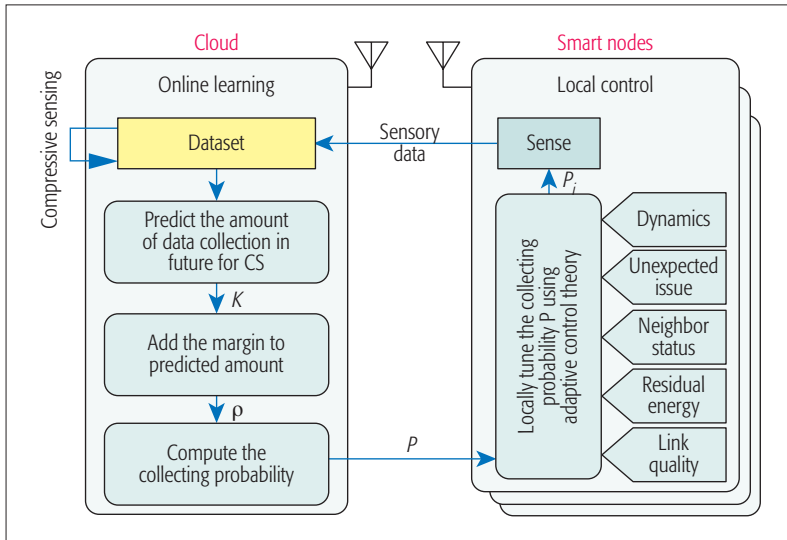 Cloud
Smart nodes
Online learning
Local control
Compressive sensing
Dataset
Sensory
data
Sense
P_i
Predict the amount
of data collection in
future for CS
K
Add the margin to
predicted amount
ρ
Compute the
collecting probability
P
Locally tune the collecting
probability P using
adaptive control theory
Dynamics
Unexpected
issue
Neighbor
status
Residual
energy
Link
quality